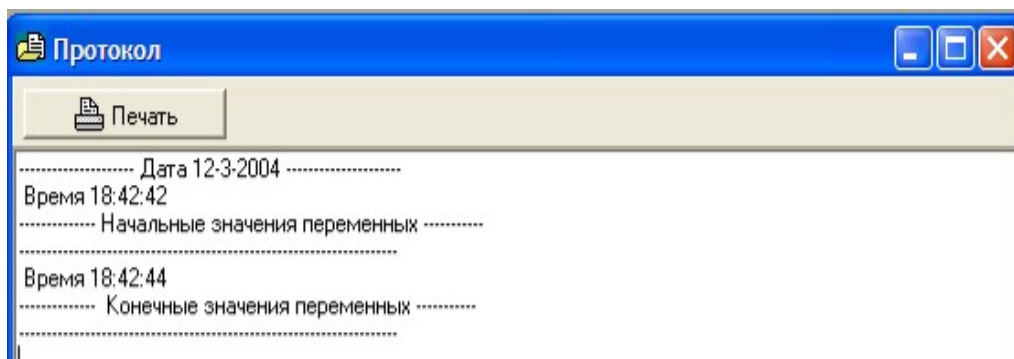 Протокол
Печать
-------------------- Дата 12-3-2004 --------------------
Время 18:42:42
------------- Начальные значения переменных ----------
------------------------------------------------------------------
Время 18:42:44
------------- Конечные значения переменных ----------
------------------------------------------------------------------